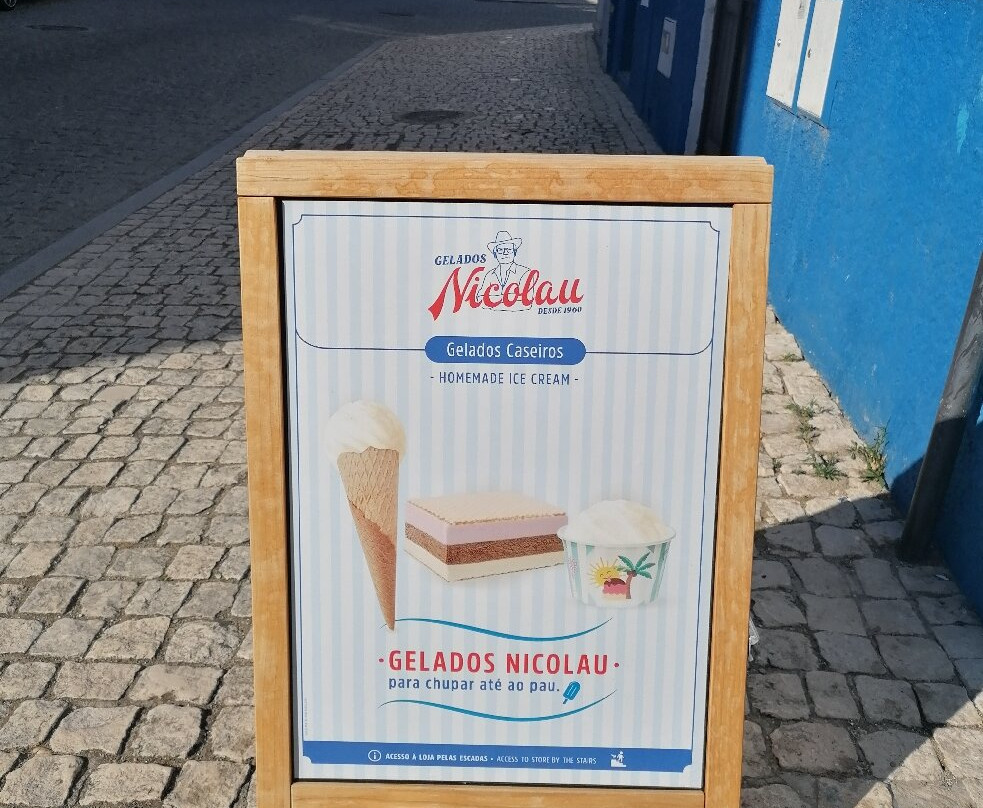 GELADOS
Nicolau
DESDE 1960
Gelados Caseiros
- HOMEMADE ICE CREAM -
·GELADOS NICOLAU·
para chupar até ao pau.
ACESSO À LOJA PELAS ESCADAS • ACCESS TO STORE BY THE STAIRS